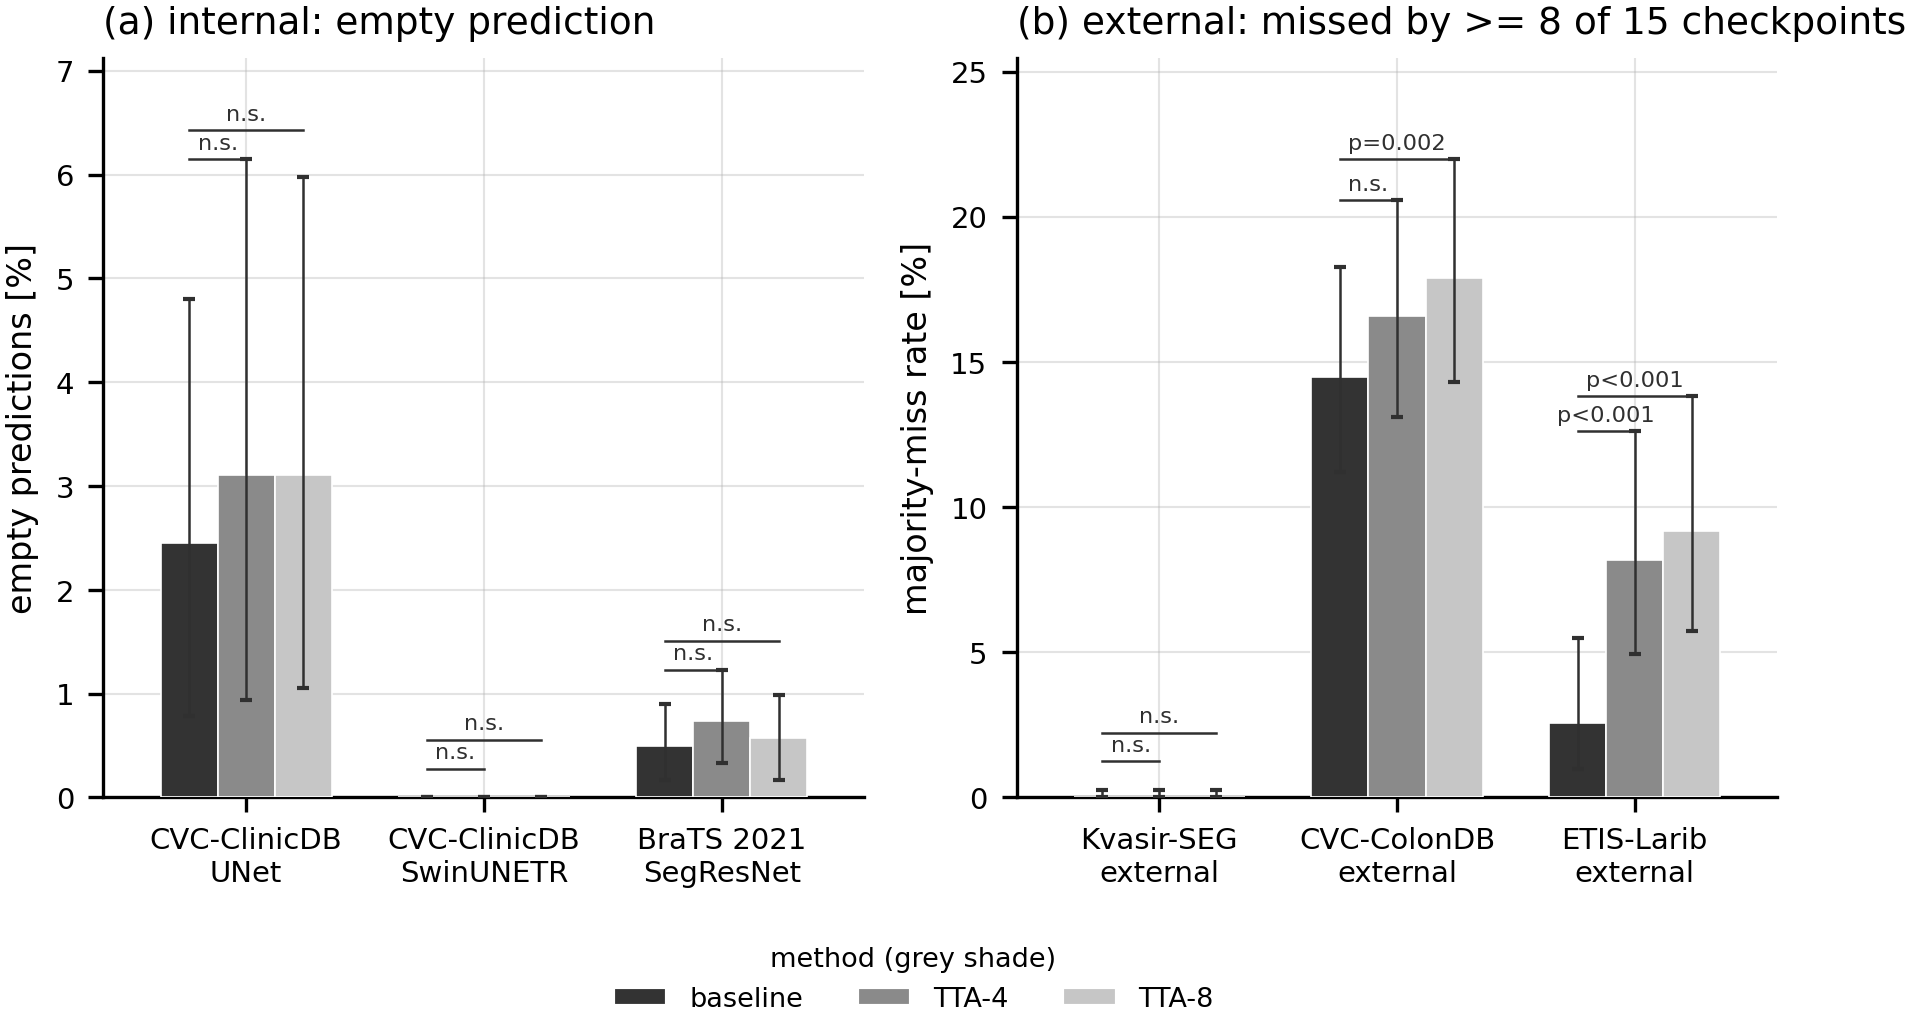 (a) internal: empty prediction
empty predictions [%]
7
6
5
4
3
2
1
0
n.s.
n.s.
n.s.
n.s.
n.s.
n.s.
CVC-ClinicDB
UNet
CVC-ClinicDB
SwinUNETR
BraTS 2021
SegResNet
(b) external: missed by >= 8 of 15 checkpoints
majority-miss rate [%]
25
20
15
10
5
0
n.s.
n.s.
p=0.002
n.s.
p<0.001
p<0.001
Kvasir-SEG
external
CVC-ColonDB
external
ETIS-Larib
external
method (grey shade)
baseline
TTA-4
TTA-8